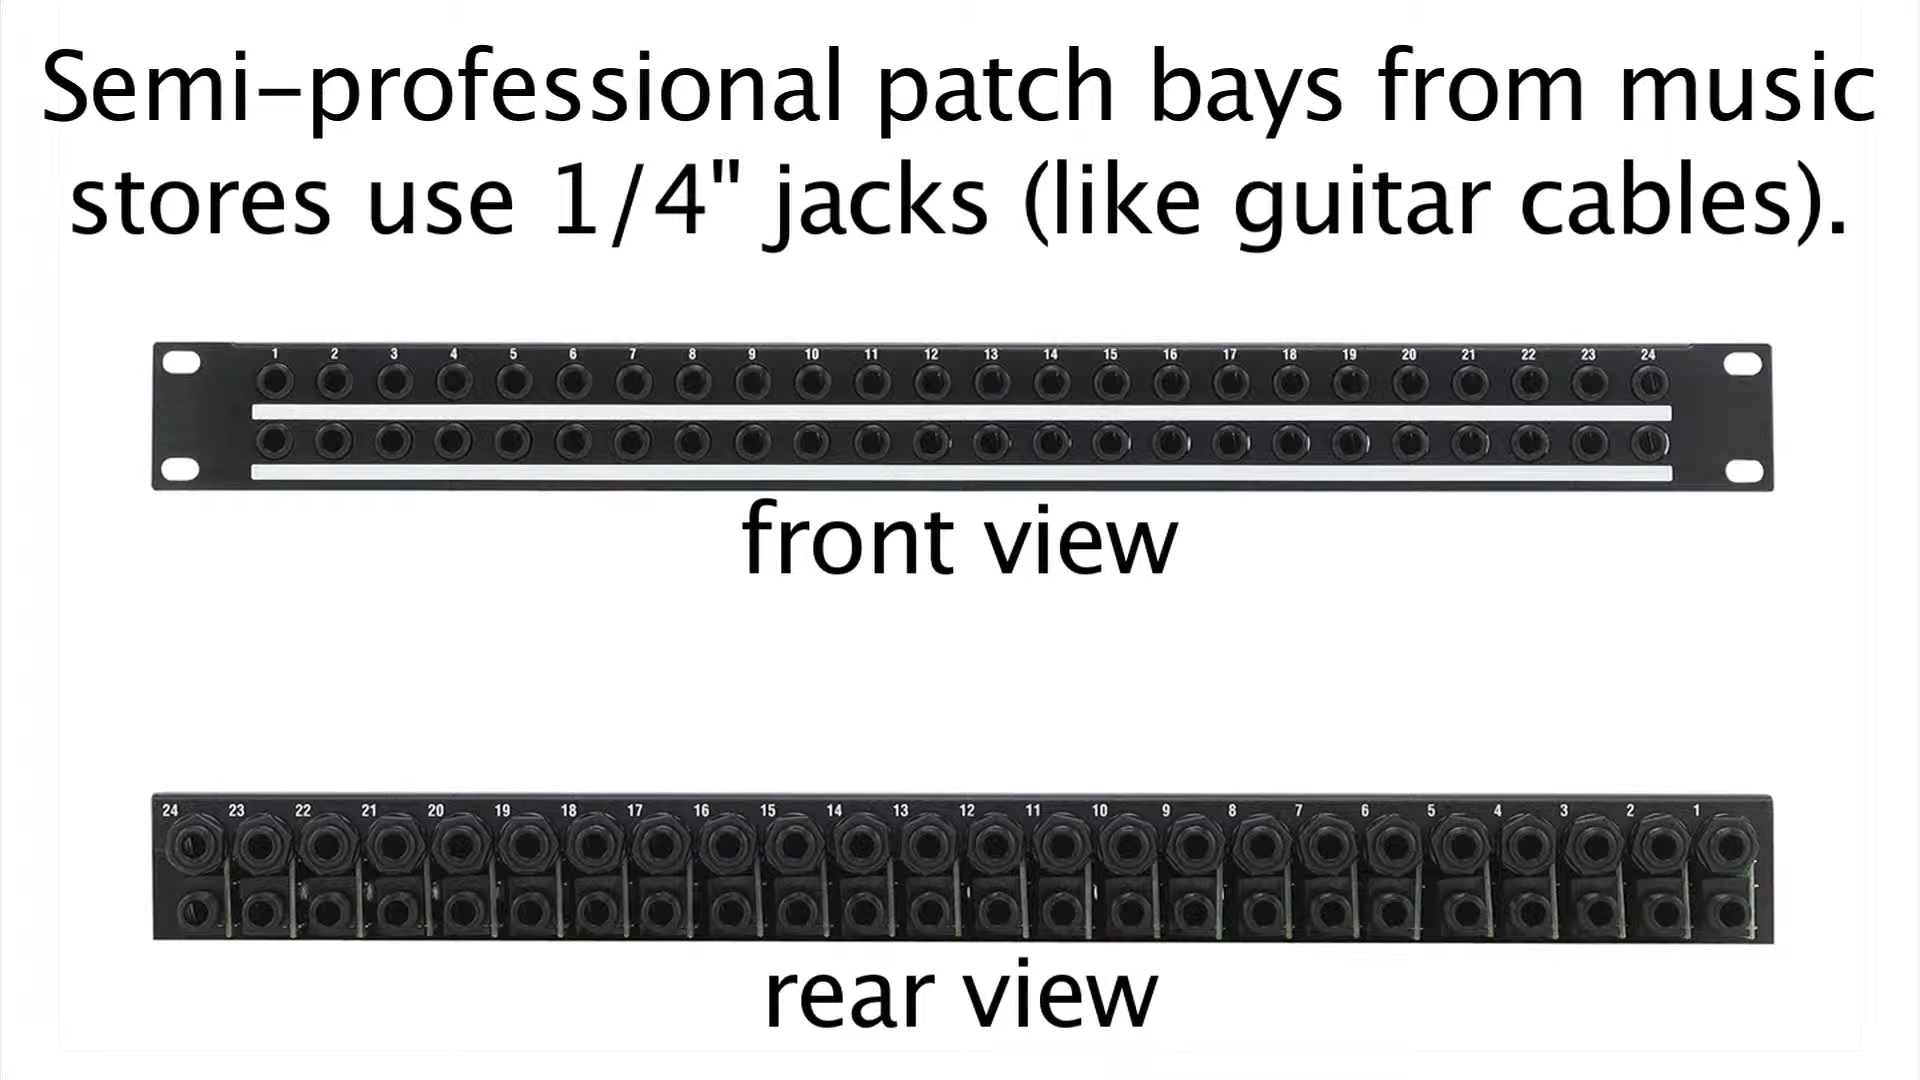 Semi-professional patch bays from music
stores use 1/4" jacks (like guitar cables).
1 2 3 4 5 6 7 8 9 10 11 12 13 14 15 16 17 18 19 20 21 22 23 24
front view
24 23 22 21 20 19 18 17 16 15 14 13 12 11 10 9 8 7 6 5 4 3 2 1
rear view